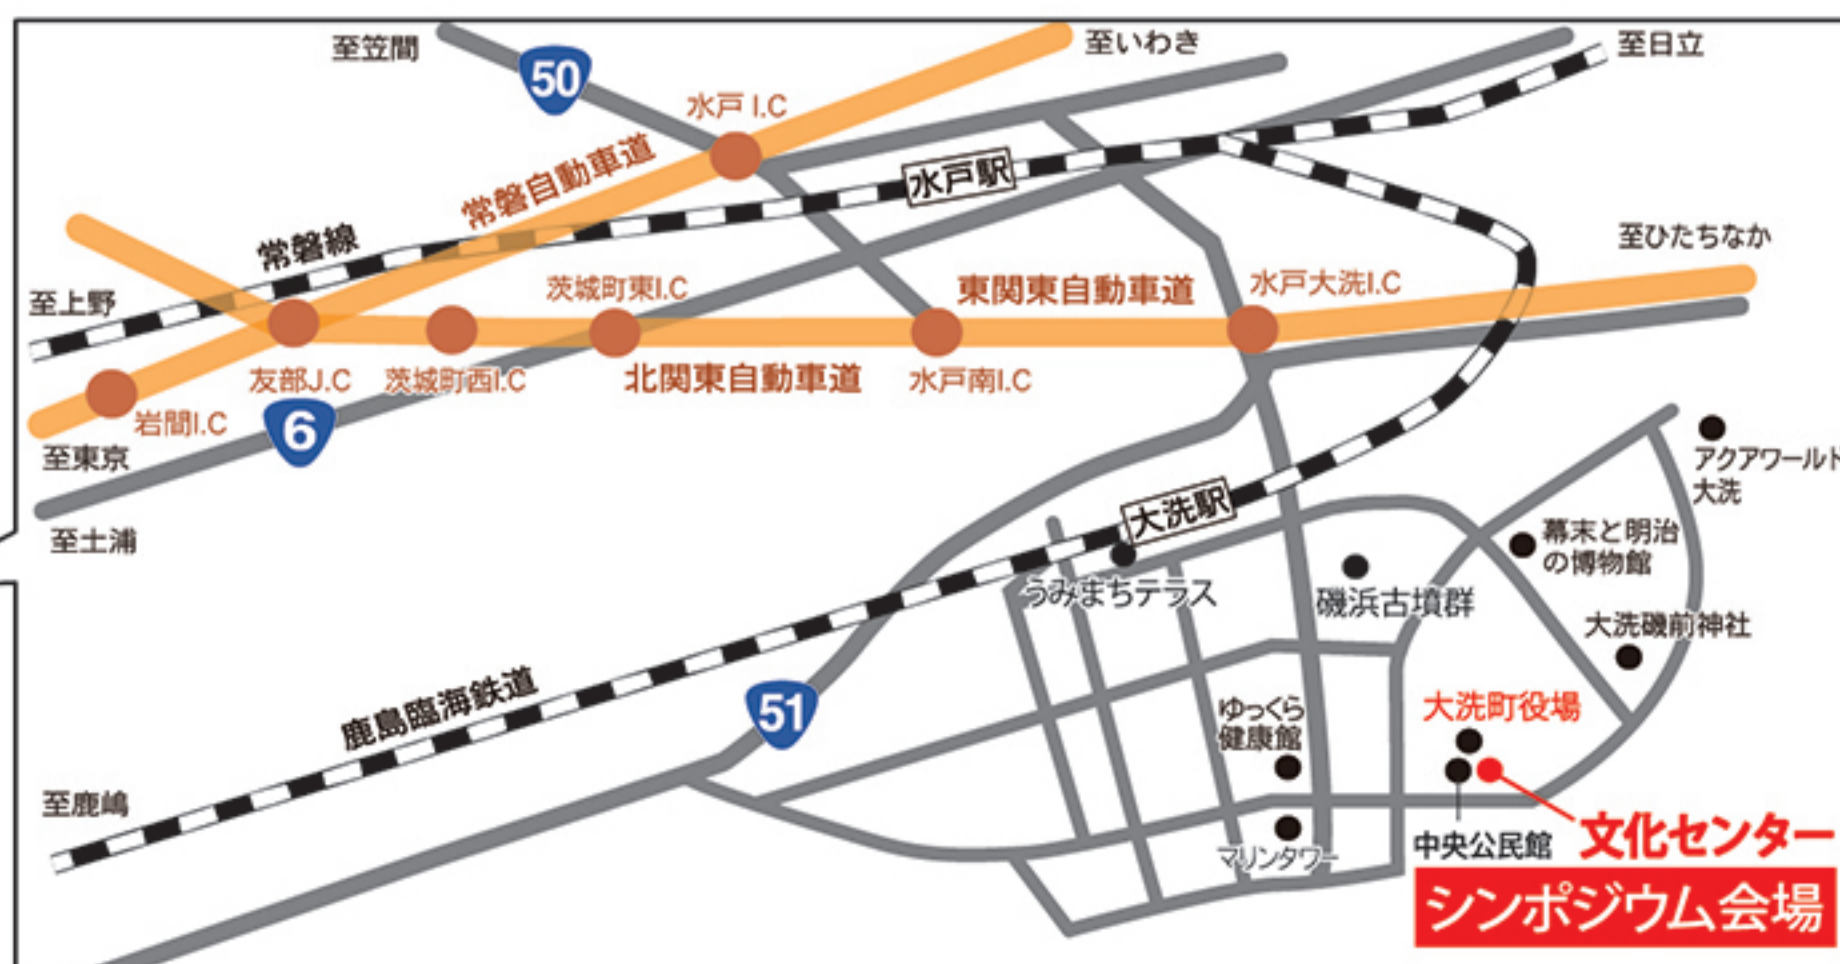 至笠間
50
至いわき
至日立
水戸 I.C
常磐自動車道
水戸駅
常磐線
至ひたちなか
至上野
茨城町東I.C
東関東自動車道
水戸大洗I.C
友部J.C
茨城町西I.C
北関東自動車道
水戸南I.C
岩間I.C
6
至東京
至土浦
アクアワールド
大洗
大洗駅
幕末と明治
の博物館
うみまちテラス
磯浜古墳群
大洗磯前神社
鹿島臨海鉄道
51
ゆっくら
健康館
大洗町役場
至鹿嶋
中央公民館
文化センター
マリンタワー
シンポジウム会場